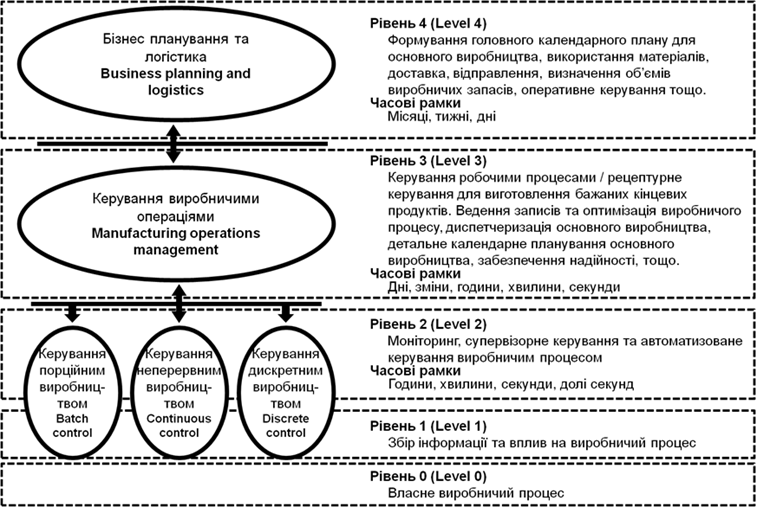 Бізнес планування та
логістика
Business planning and
logistics
Рівень 4 (Level 4)
Формування головного календарного плану для
основного виробництва, використання матеріалів,
доставка, відправлення, визначення об’ємів
виробничих запасів, оперативне керування тощо.
Часові рамки
Місяці, тижні, дні
Керування виробничими
операціями
Manufacturing operations
management
Рівень 3 (Level 3)
Керування робочими процесами / рецептурне
керування для виготовлення бажаних кінцевих
продуктів. Ведення записів та оптимізація виробничого
процесу, диспетчеризація основного виробництва,
детальне календарне планування основного
виробництва, забезпечення надійності, тощо.
Часові рамки
Дні, зміни, години, хвилини, секунди
Керування
порційним
виробниц-
твом
Batch
control
Керування
неперервним
виробниц-
твом
Continuous
control
Керування
дискретним
виробниц-
твом
Discrete
control
Рівень 2 (Level 2)
Моніторинг, супервізорне керування та автоматизоване
керування виробничим процесом
Часові рамки
Години, хвилини, секунди, долі секунд
Рівень 1 (Level 1)
Збір інформації та вплив на виробничий процес
Рівень 0 (Level 0)
Власне виробничий процес